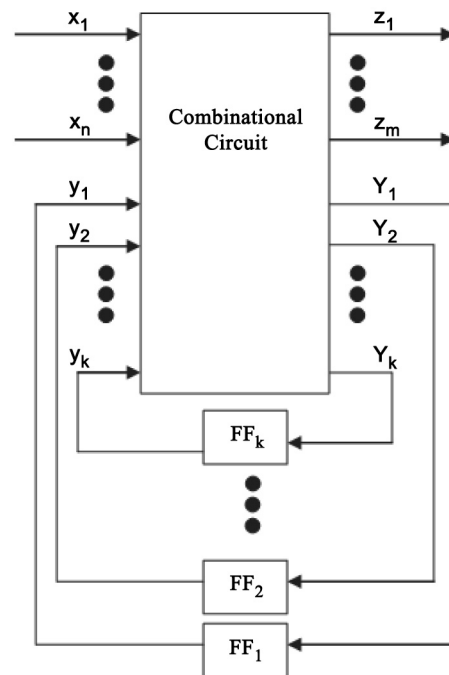 x₁ z₁
xₙ Combinational Circuit zₘ
y₁ Y₁
y₂ Y₂
yₖ Yₖ
FFₖ
FF₂
FF₁